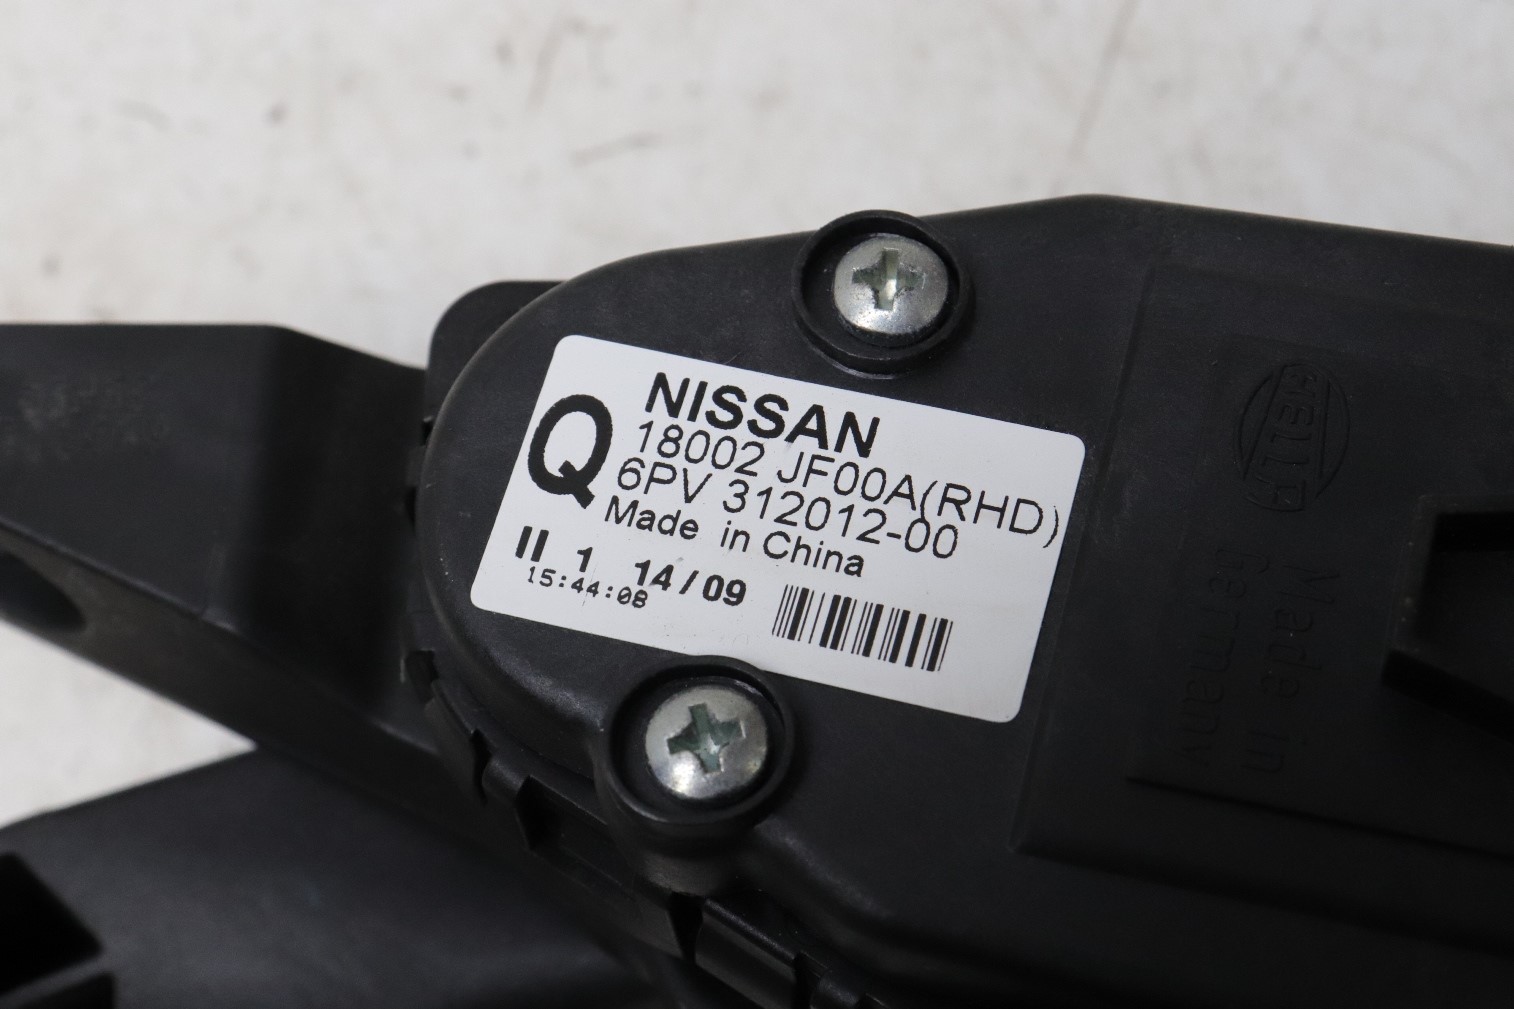 Q
NISSAN
18002 JF00A(RHD)
6PV 312012-00
Made in China
II 1 14/09
15:44:08
HELLA
Made in
Germany